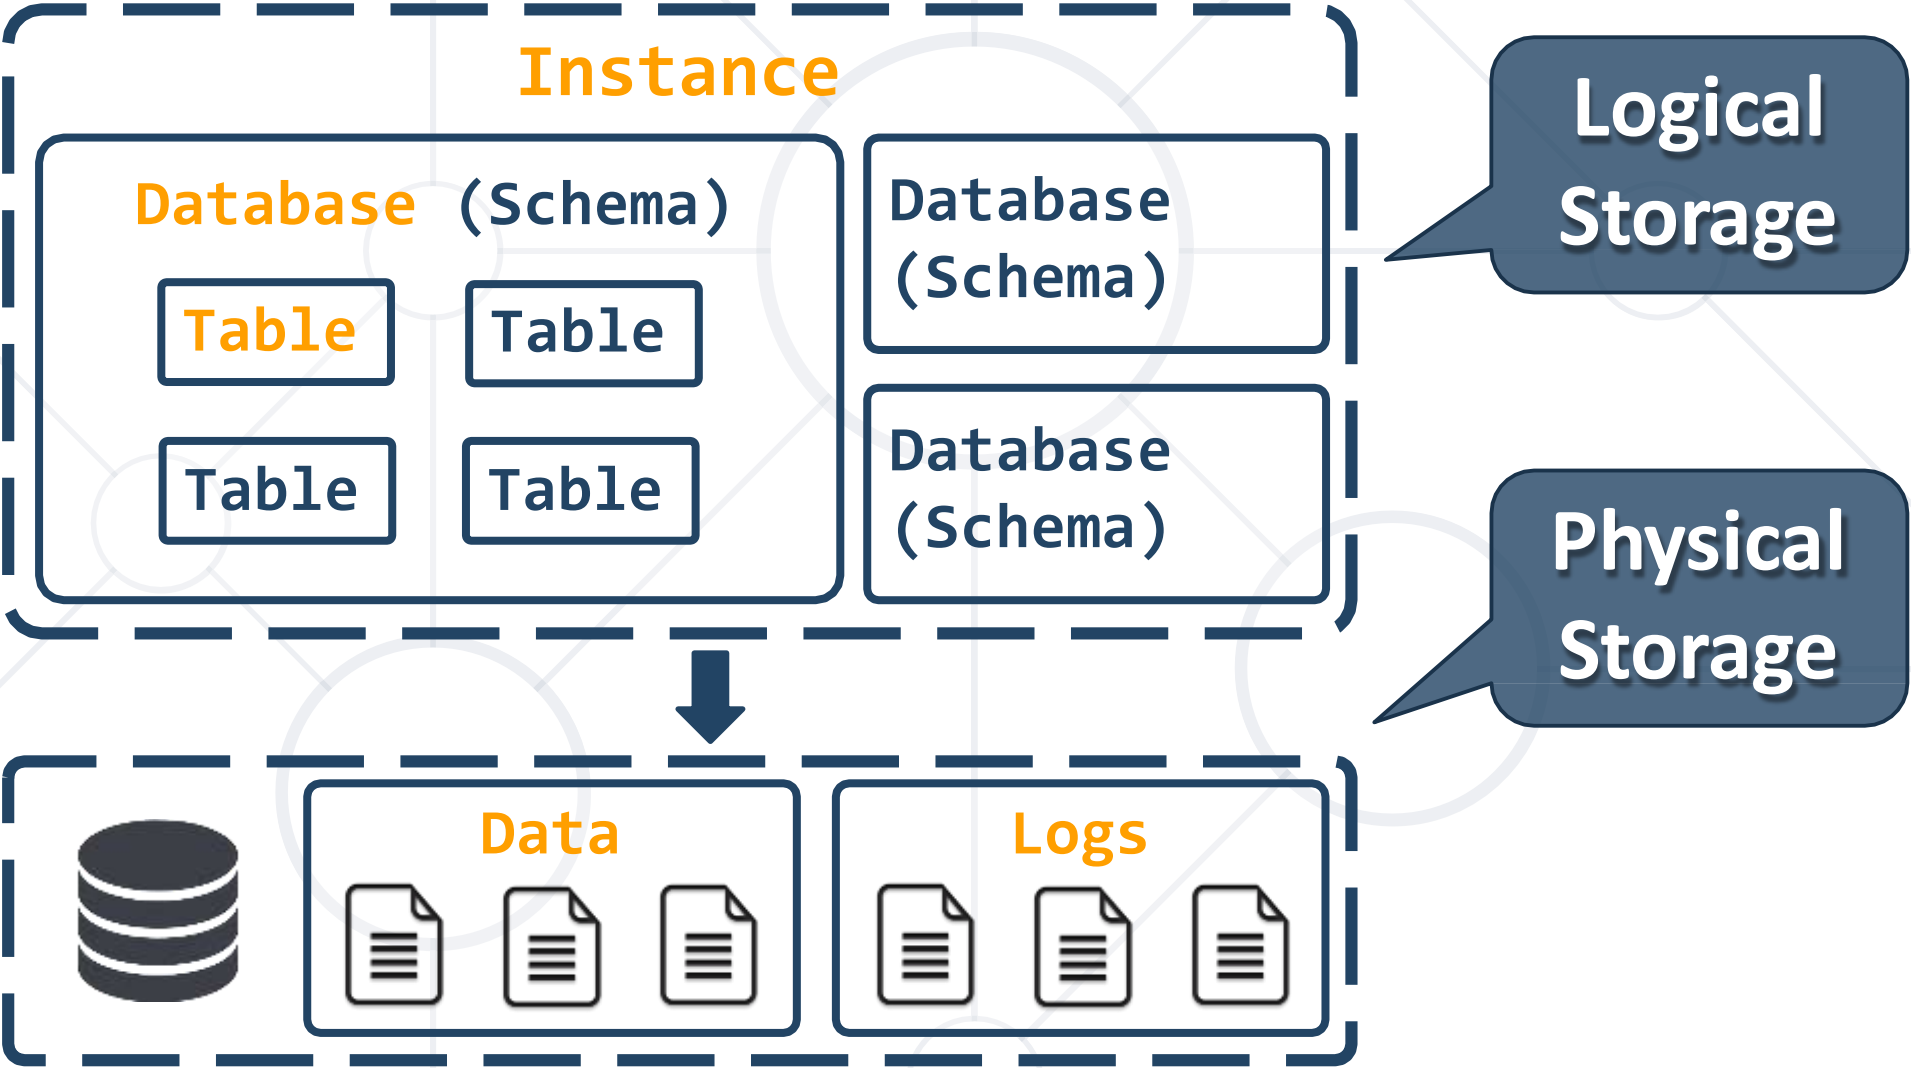 Instance
Database (Schema)
Table
Table
Table
Table
Database
(Schema)
Database
(Schema)
Logical
Storage
Physical
Storage
Data
Logs